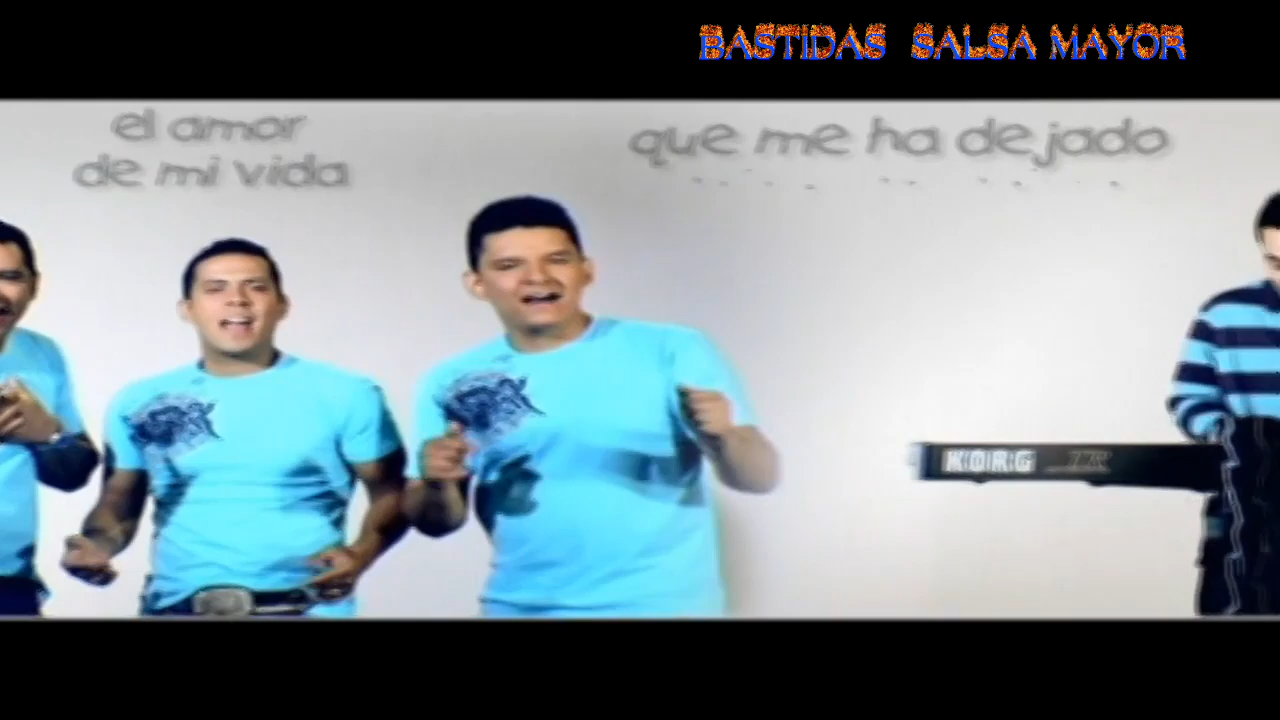 BASTIDAS SALSA MAYOR
el amor
de mi vida
que me ha dejado
KORG